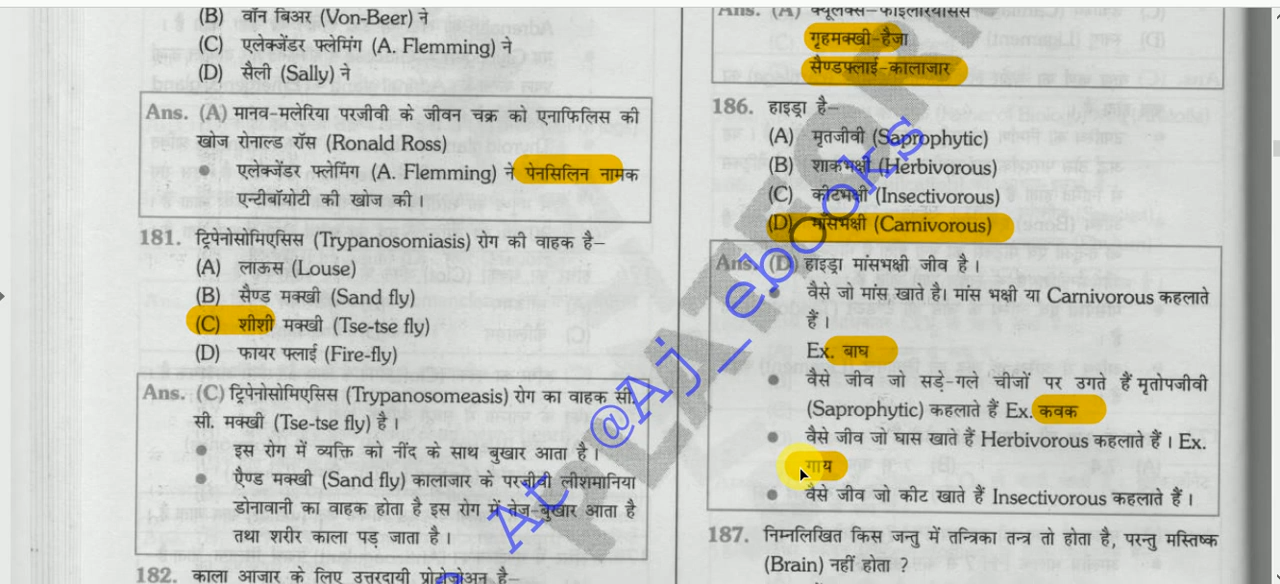 (B) वॉन बिअर (Von-Beer) ने
(C) एलेक्जेंडर फ्लेमिंग (A. Flemming) ने
(D) सैली (Sally) ने
Ans. (A) मानव-मलेरिया परजीवी के जीवन चक्र को एनाफिलिस की
खोज रोनाल्ड रॉस (Ronald Ross)
● एलेक्जेंडर फ्लेमिंग (A. Flemming) ने पेनसिलिन नामक
एन्टीबॉयोटी की खोज की।
181. ट्रिपेनोसोमिएसिस (Trypanosomiasis) रोग की वाहक है–
(A) लाऊस (Louse)
(B) सैण्ड मक्खी (Sand fly)
(C) शीशी मक्खी (Tse-tse fly)
(D) फायर फ्लाई (Fire-fly)
Ans. (C) ट्रिपेनोसोमिएसिस (Trypanosomeasis) रोग का वाहक सी.
सी. मक्खी (Tse-tse fly) है।
● इस रोग में व्यक्ति को नींद के साथ बुखार आता है।
● ऐण्ड मक्खी (Sand fly) कालाजार के परजीवी लीशमानिया
डोनावानी का वाहक होता है इस रोग में तेज-बुखार आता है
तथा शरीर काला पड़ जाता है।
182. काला आजार के लिए उत्तरदायी प्रोटोजोअन है–
Ans. (A) क्यूलेक्स–फाइलेरियासिस
गृहमक्खी-हैजा
सैण्डफ्लाई-कालाजार
186. हाइड्रा है–
(A) मृतजीवी (Saprophytic)
(B) शाकभक्षी (Herbivorous)
(C) कीटभक्षी (Insectivorous)
(D) माँसभक्षी (Carnivorous)
Ans. (D) हाइड्रा मांसभक्षी जीव है।
● वैसे जो मांस खाते है। मांस भक्षी या Carnivorous कहलाते
हैं।
Ex. बाघ
● वैसे जीव जो सड़े-गले चीजों पर उगते हैं मृतोपजीवी
(Saprophytic) कहलाते हैं Ex. कवक
● वैसे जीव जो घास खाते हैं Herbivorous कहलाते हैं। Ex.
गाय
● वैसे जीव जो कीट खाते हैं Insectivorous कहलाते हैं।
187. निम्नलिखित किस जन्तु में तन्त्रिका तन्त्र तो होता है, परन्तु मस्तिष्क
(Brain) नहीं होता ?
At @Aj_ebooks
PLATFORM